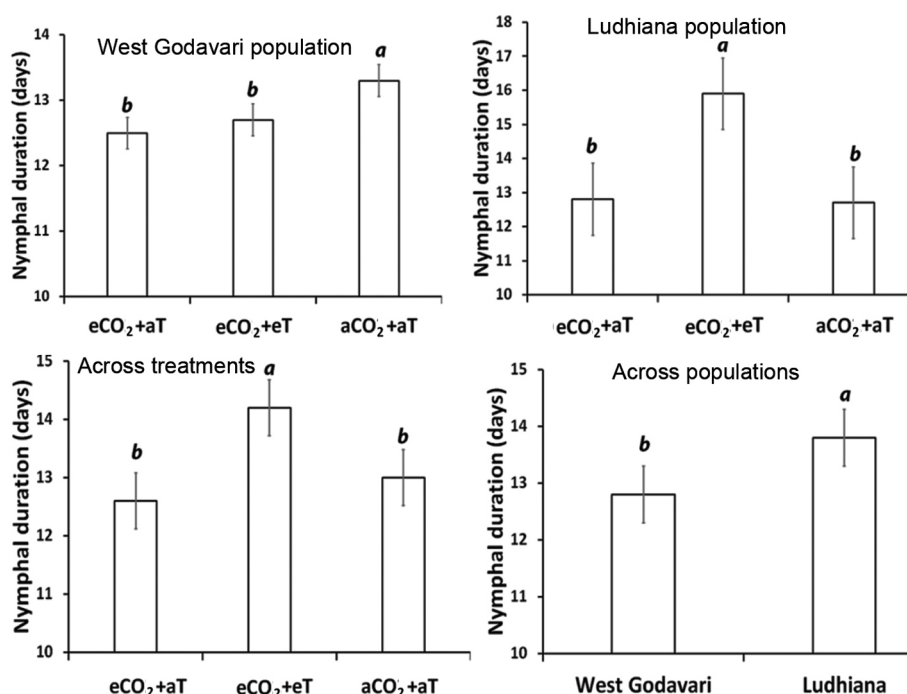 West Godavari population
Nymphal duration (days)
14
13
12
11
10
b
b
a
eCO₂+aT
eCO₂+eT
aCO₂+aT
Ludhiana population
Nymphal duration (days)
18
17
16
15
14
13
12
11
10
b
a
b
eCO₂+aT
eCO₂+eT
aCO₂+aT
Across treatments
Nymphal duration (days)
15
14
13
12
11
10
b
a
b
eCO₂+aT
eCO₂+eT
aCO₂+aT
Across populations
Nymphal duration (days)
15
14
13
12
11
10
b
a
West Godavari
Ludhiana